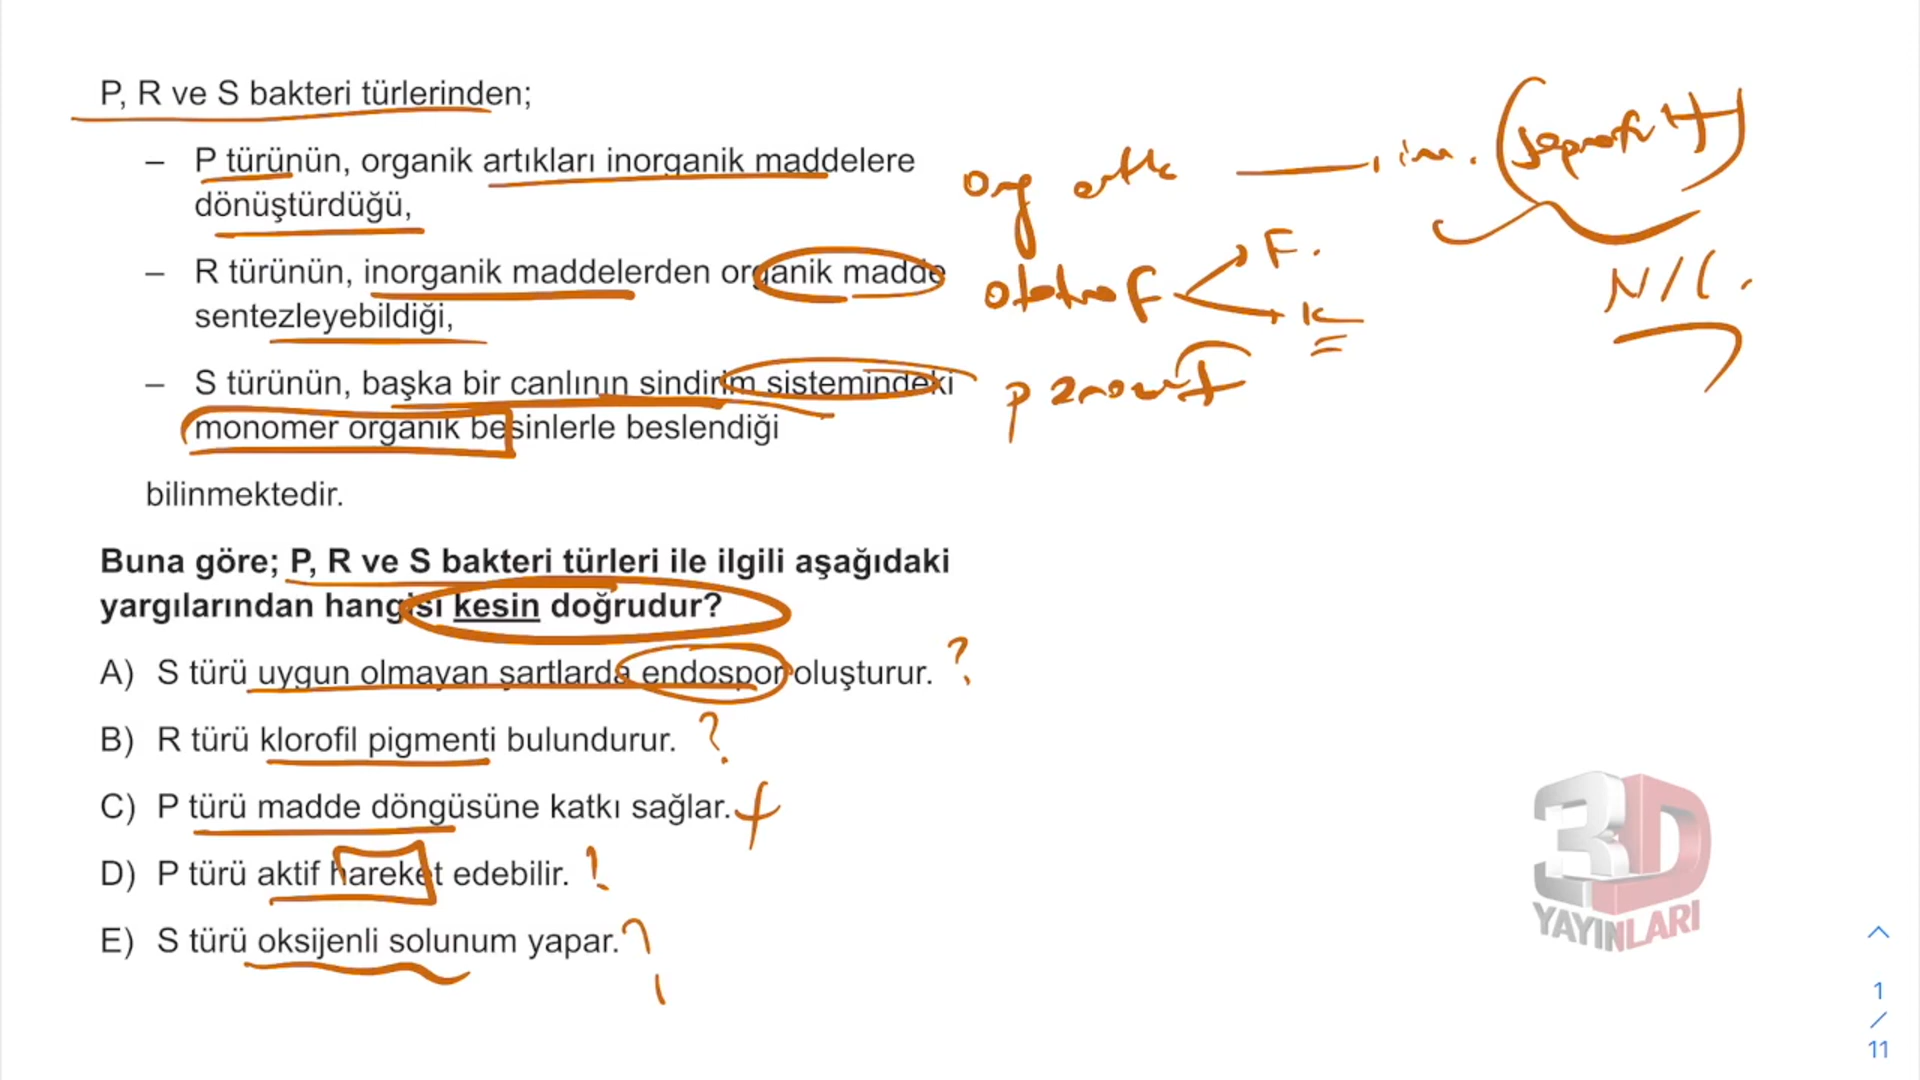 P, R ve S bakteri türlerinden;
– P türünün, organik artıkları inorganik maddelere
dönüştürdüğü,
– R türünün, inorganik maddelerden organik madde
sentezleyebildiği,
– S türünün, başka bir canlının sindirim sistemindeki
monomer organik besinlerle beslendiği
bilinmektedir.
Buna göre; P, R ve S bakteri türleri ile ilgili aşağıdaki
yargılarından hangisi kesin doğrudur?
A) S türü uygun olmayan şartlarda endospor oluşturur. ?
B) R türü klorofil pigmenti bulundurur. ?
C) P türü madde döngüsüne katkı sağlar. +
D) P türü aktif hareket edebilir. ?
E) S türü oksijenli solunum yapar. ?
org artık
ototrof F.
K
parazit
N/C.
3D
YAYINLARI
1
/
11